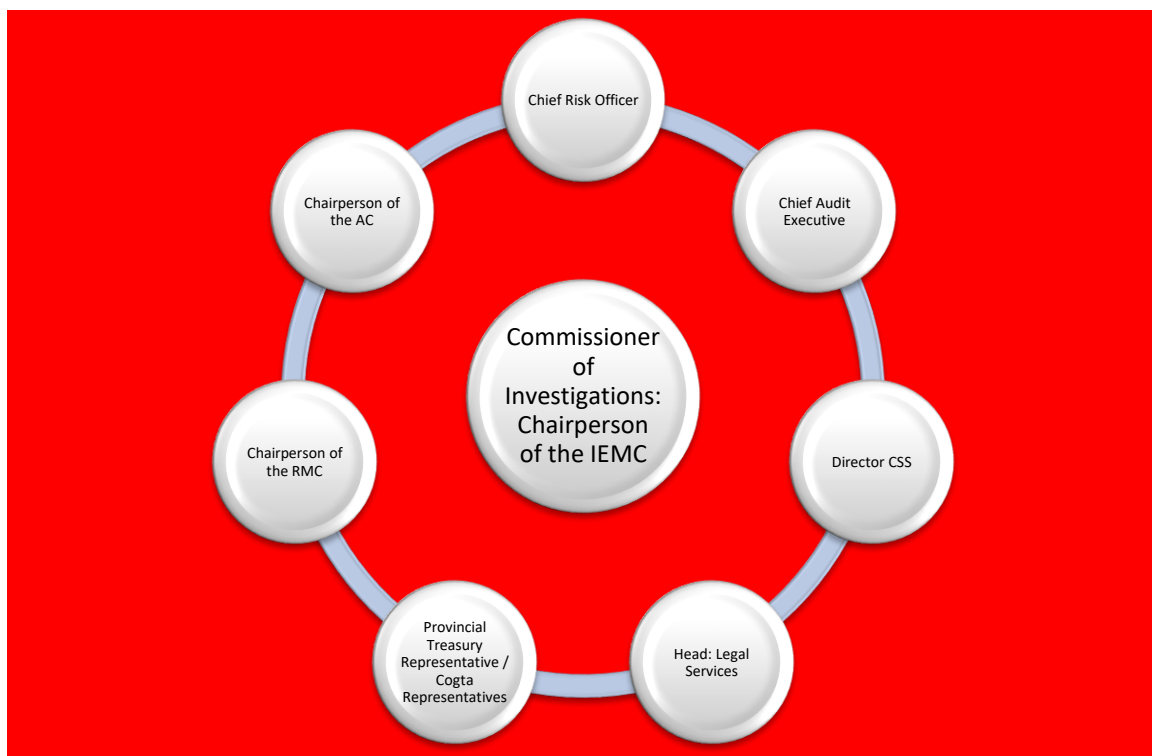 Chief Risk Officer
Chief Audit
Executive
Director CSS
Head: Legal
Services
Provincial
Treasury
Representative /
Cogta
Representatives
Chairperson of
the RMC
Chairperson of
the AC
Commissioner
of
Investigations:
Chairperson
of the IEMC